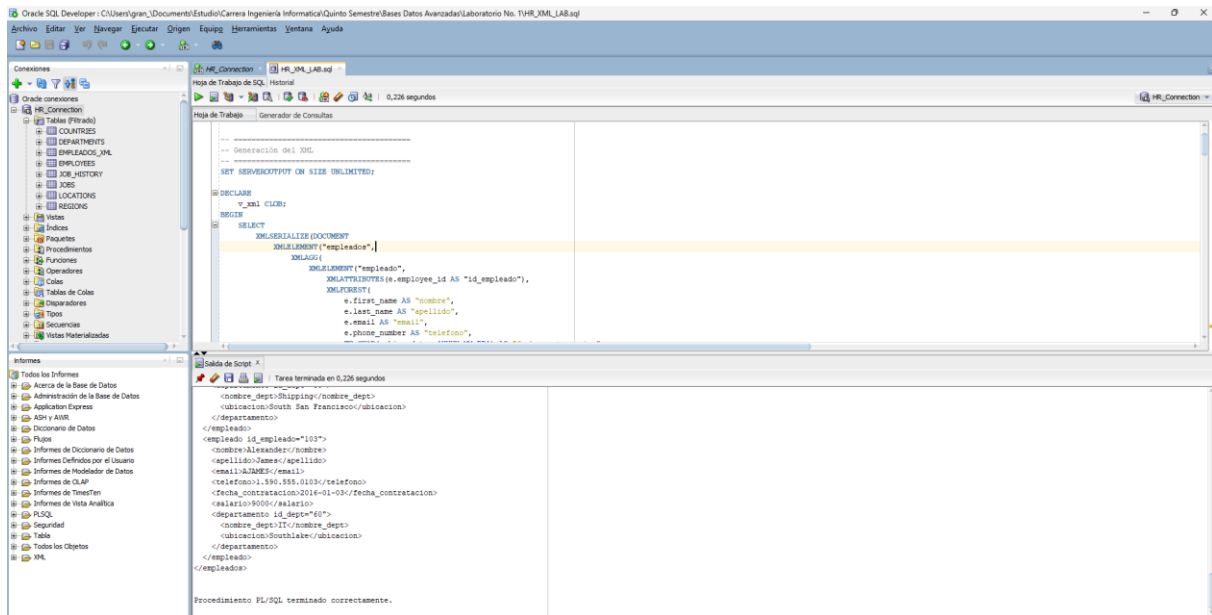 Oracle SQL Developer : C:\Users\gran_\Documents\Estudio\Carrera Ingeniería Informatica\Quinto Semestre\Bases Datos Avanzadas\Laboratorio No. 1\HR_XML_LAB.sql
Archivo Editar Ver Navegar Ejecutar Origen Equipo Herramientas Ventana Ayuda
Conexiones
Oracle conexiones
HR_Connection
Tablas (Filtrado)
COUNTRIES
DEPARTMENTS
EMPLEADOS_XML
EMPLOYEES
JOB_HISTORY
JOBS
LOCATIONS
REGIONS
Vistas
Índices
Paquetes
Procedimientos
Funciones
Operadores
Colas
Tablas de Colas
Disparadores
Tipos
Secuencias
Vistas Materializadas
Informes
Todos los Informes
Acerca de la Base de Datos
Administración de la Base de Datos
Application Express
ASH y AWR
Diccionario de Datos
Flujos
Informes de Diccionario de Datos
Informes Definidos por el Usuario
Informes de Modelador de Datos
Informes de OLAP
Informes de TimesTen
Informes de Vista Analítica
PLSQL
Seguridad
Tabla
Todos los Objetos
XML
HR_Connection HR_XML_LAB.sql
Hoja de Trabajo de SQL Historial
0,226 segundos HR_Connection
Hoja de Trabajo Generador de Consultas
-- ========================================
-- Generación del XML
-- ========================================
SET SERVEROUTPUT ON SIZE UNLIMITED;
DECLARE
v_xml CLOB;
BEGIN
SELECT
XMLSERIALIZE(DOCUMENT
XMLELEMENT("empleados",
XMLAGG(
XMLELEMENT("empleado",
XMLATTRIBUTES(e.employee_id AS "id_empleado"),
XMLFOREST(
e.first_name AS "nombre",
e.last_name AS "apellido",
e.email AS "email",
e.phone_number AS "telefono",
Salida de Script
Tarea terminada en 0,226 segundos
<nombre_dept>Shipping</nombre_dept>
<ubicacion>South San Francisco</ubicacion>
</departamento>
</empleado>
<empleado id_empleado="103">
<nombre>Alexander</nombre>
<apellido>James</apellido>
<email>AJAMES</email>
<telefono>1.590.555.0103</telefono>
<fecha_contratacion>2016-01-03</fecha_contratacion>
<salario>9000</salario>
<departamento id_dept="60">
<nombre_dept>IT</nombre_dept>
<ubicacion>Southlake</ubicacion>
</departamento>
</empleado>
</empleados>
Procedimiento PL/SQL terminado correctamente.